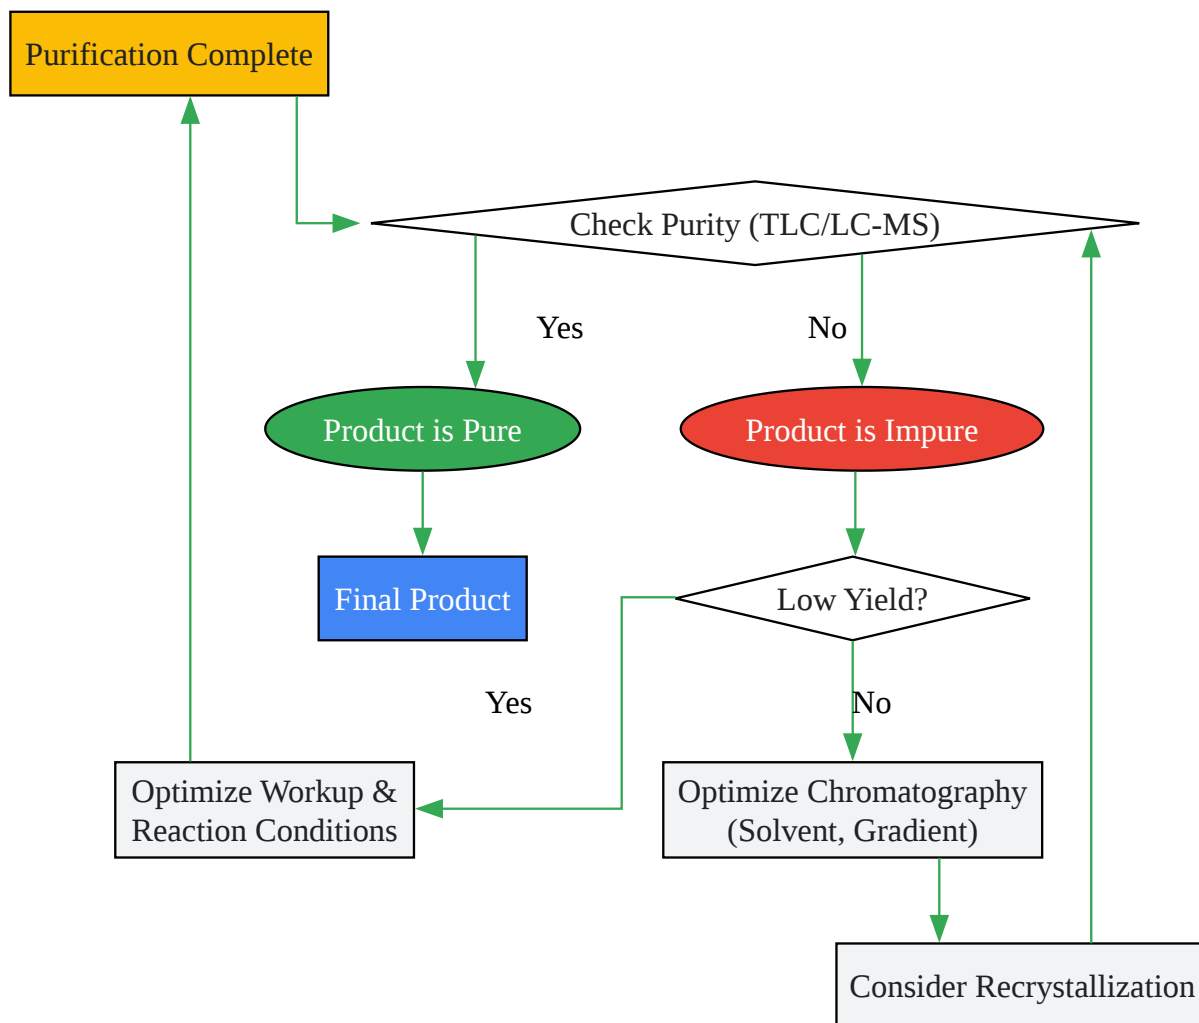 Purification Complete
Check Purity (TLC/LC-MS)
Yes
No
Product is Pure
Product is Impure
Final Product
Low Yield?
Yes
No
Optimize Workup &
Reaction Conditions
Optimize Chromatography
(Solvent, Gradient)
Consider Recrystallization